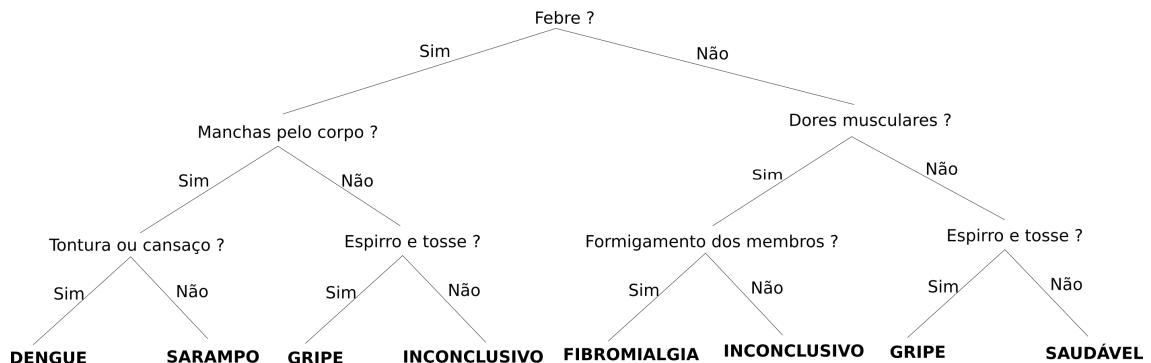 Febre ?
Sim
Não
Manchas pelo corpo ?
Dores musculares ?
Sim
Não
Sim
Não
Tontura ou cansaço ?
Espirro e tosse ?
Formigamento dos membros ?
Espirro e tosse ?
Sim
Não
Sim
Não
Sim
Não
Sim
Não
DENGUE
SARAMPO
GRIPE
INCONCLUSIVO
FIBROMIALGIA
INCONCLUSIVO
GRIPE
SAUDÁVEL